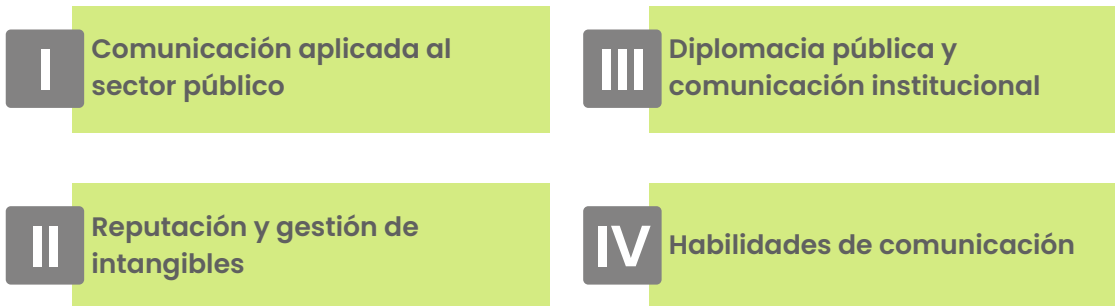 I
Comunicación aplicada al
sector público
II
Reputación y gestión de
intangibles
III
Diplomacia pública y
comunicación institucional
IV
Habilidades de comunicación